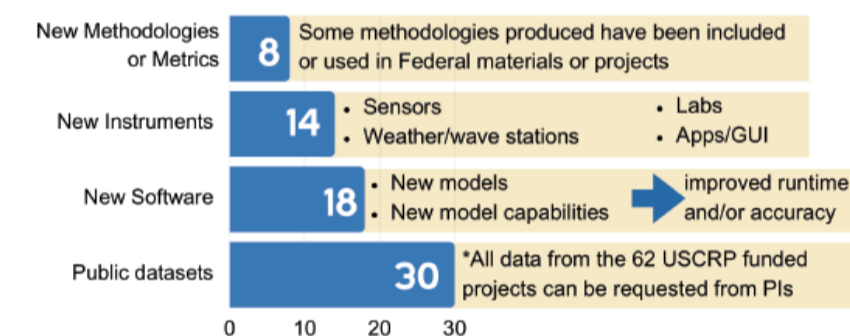 New Methodologies
or Metrics
8
Some methodologies produced have been included
or used in Federal materials or projects
New Instruments
14
• Sensors
• Weather/wave stations
• Labs
• Apps/GUI
New Software
18
• New models
• New model capabilities
improved runtime
and/or accuracy
Public datasets
30
*All data from the 62 USCRP funded
projects can be requested from PIs
0 10 20 30